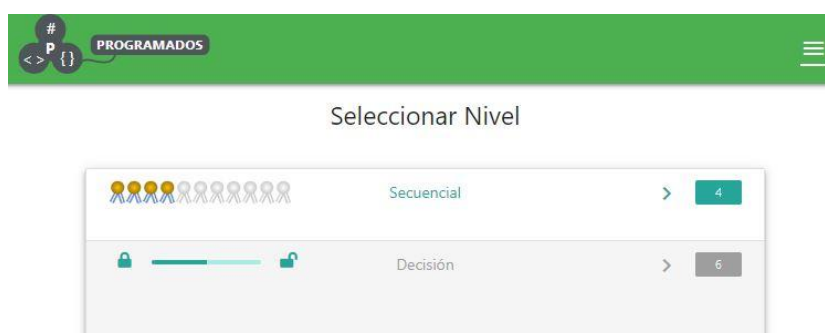 #
P
< >
{ }
PROGRAMADOS
Seleccionar Nivel
Secuencial
4
Decisión
6